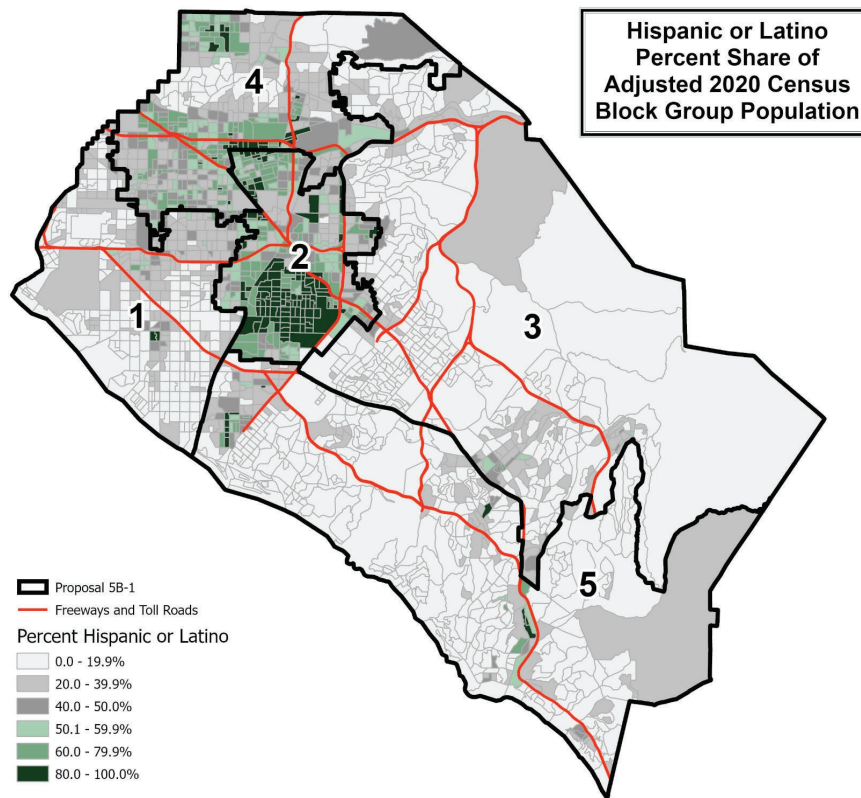 Hispanic or Latino
Percent Share of
Adjusted 2020 Census
Block Group Population
4
2
1
3
5
Proposal 5B-1
Freeways and Toll Roads
Percent Hispanic or Latino
0.0 - 19.9%
20.0 - 39.9%
40.0 - 50.0%
50.1 - 59.9%
60.0 - 79.9%
80.0 - 100.0%